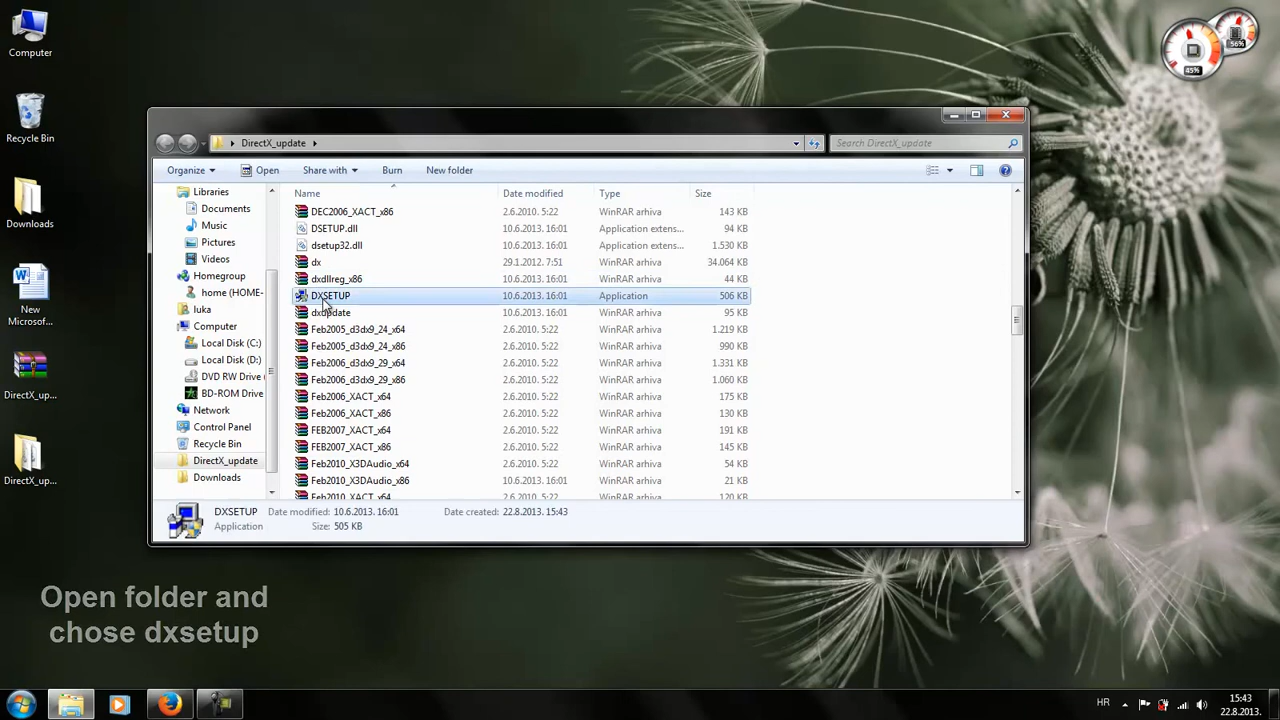 Computer
Recycle Bin
Downloads
New
Microsof...
DirectX_up...
DirectX_up...
45%
56%
DirectX_update
Search DirectX_update
Organize
Open
Share with
Burn
New folder
Libraries
Documents
Music
Pictures
Videos
Homegroup
home (HOME-
luka
Computer
Local Disk (C:)
Local Disk (D:)
DVD RW Drive (
BD-ROM Drive
Network
Control Panel
Recycle Bin
DirectX_update
Downloads
Name Date modified Type Size
DEC2006_XACT_x86 2.6.2010. 5:22 WinRAR arhiva 143 KB
DSETUP.dll 10.6.2013. 16:01 Application extens... 94 KB
dsetup32.dll 10.6.2013. 16:01 Application extens... 1.530 KB
dx 29.1.2012. 7:51 WinRAR arhiva 34.064 KB
dxdllreg_x86 10.6.2013. 16:01 WinRAR arhiva 44 KB
DXSETUP 10.6.2013. 16:01 Application 506 KB
dxupdate 10.6.2013. 16:01 WinRAR arhiva 95 KB
Feb2005_d3dx9_24_x64 2.6.2010. 5:22 WinRAR arhiva 1.219 KB
Feb2005_d3dx9_24_x86 2.6.2010. 5:22 WinRAR arhiva 990 KB
Feb2006_d3dx9_29_x64 2.6.2010. 5:22 WinRAR arhiva 1.331 KB
Feb2006_d3dx9_29_x86 2.6.2010. 5:22 WinRAR arhiva 1.060 KB
Feb2006_XACT_x64 2.6.2010. 5:22 WinRAR arhiva 175 KB
Feb2006_XACT_x86 2.6.2010. 5:22 WinRAR arhiva 130 KB
FEB2007_XACT_x64 2.6.2010. 5:22 WinRAR arhiva 191 KB
FEB2007_XACT_x86 2.6.2010. 5:22 WinRAR arhiva 145 KB
Feb2010_X3DAudio_x64 2.6.2010. 5:22 WinRAR arhiva 54 KB
Feb2010_X3DAudio_x86 10.6.2013. 16:01 WinRAR arhiva 21 KB
Feb2010_XACT_x64 2.6.2010. 5:22 WinRAR arhiva 120 KB
DXSETUP Date modified: 10.6.2013. 16:01 Date created: 22.8.2013. 15:43
Application Size: 505 KB
Open folder and
chose dxsetup
HR
15:43
22.8.2013.